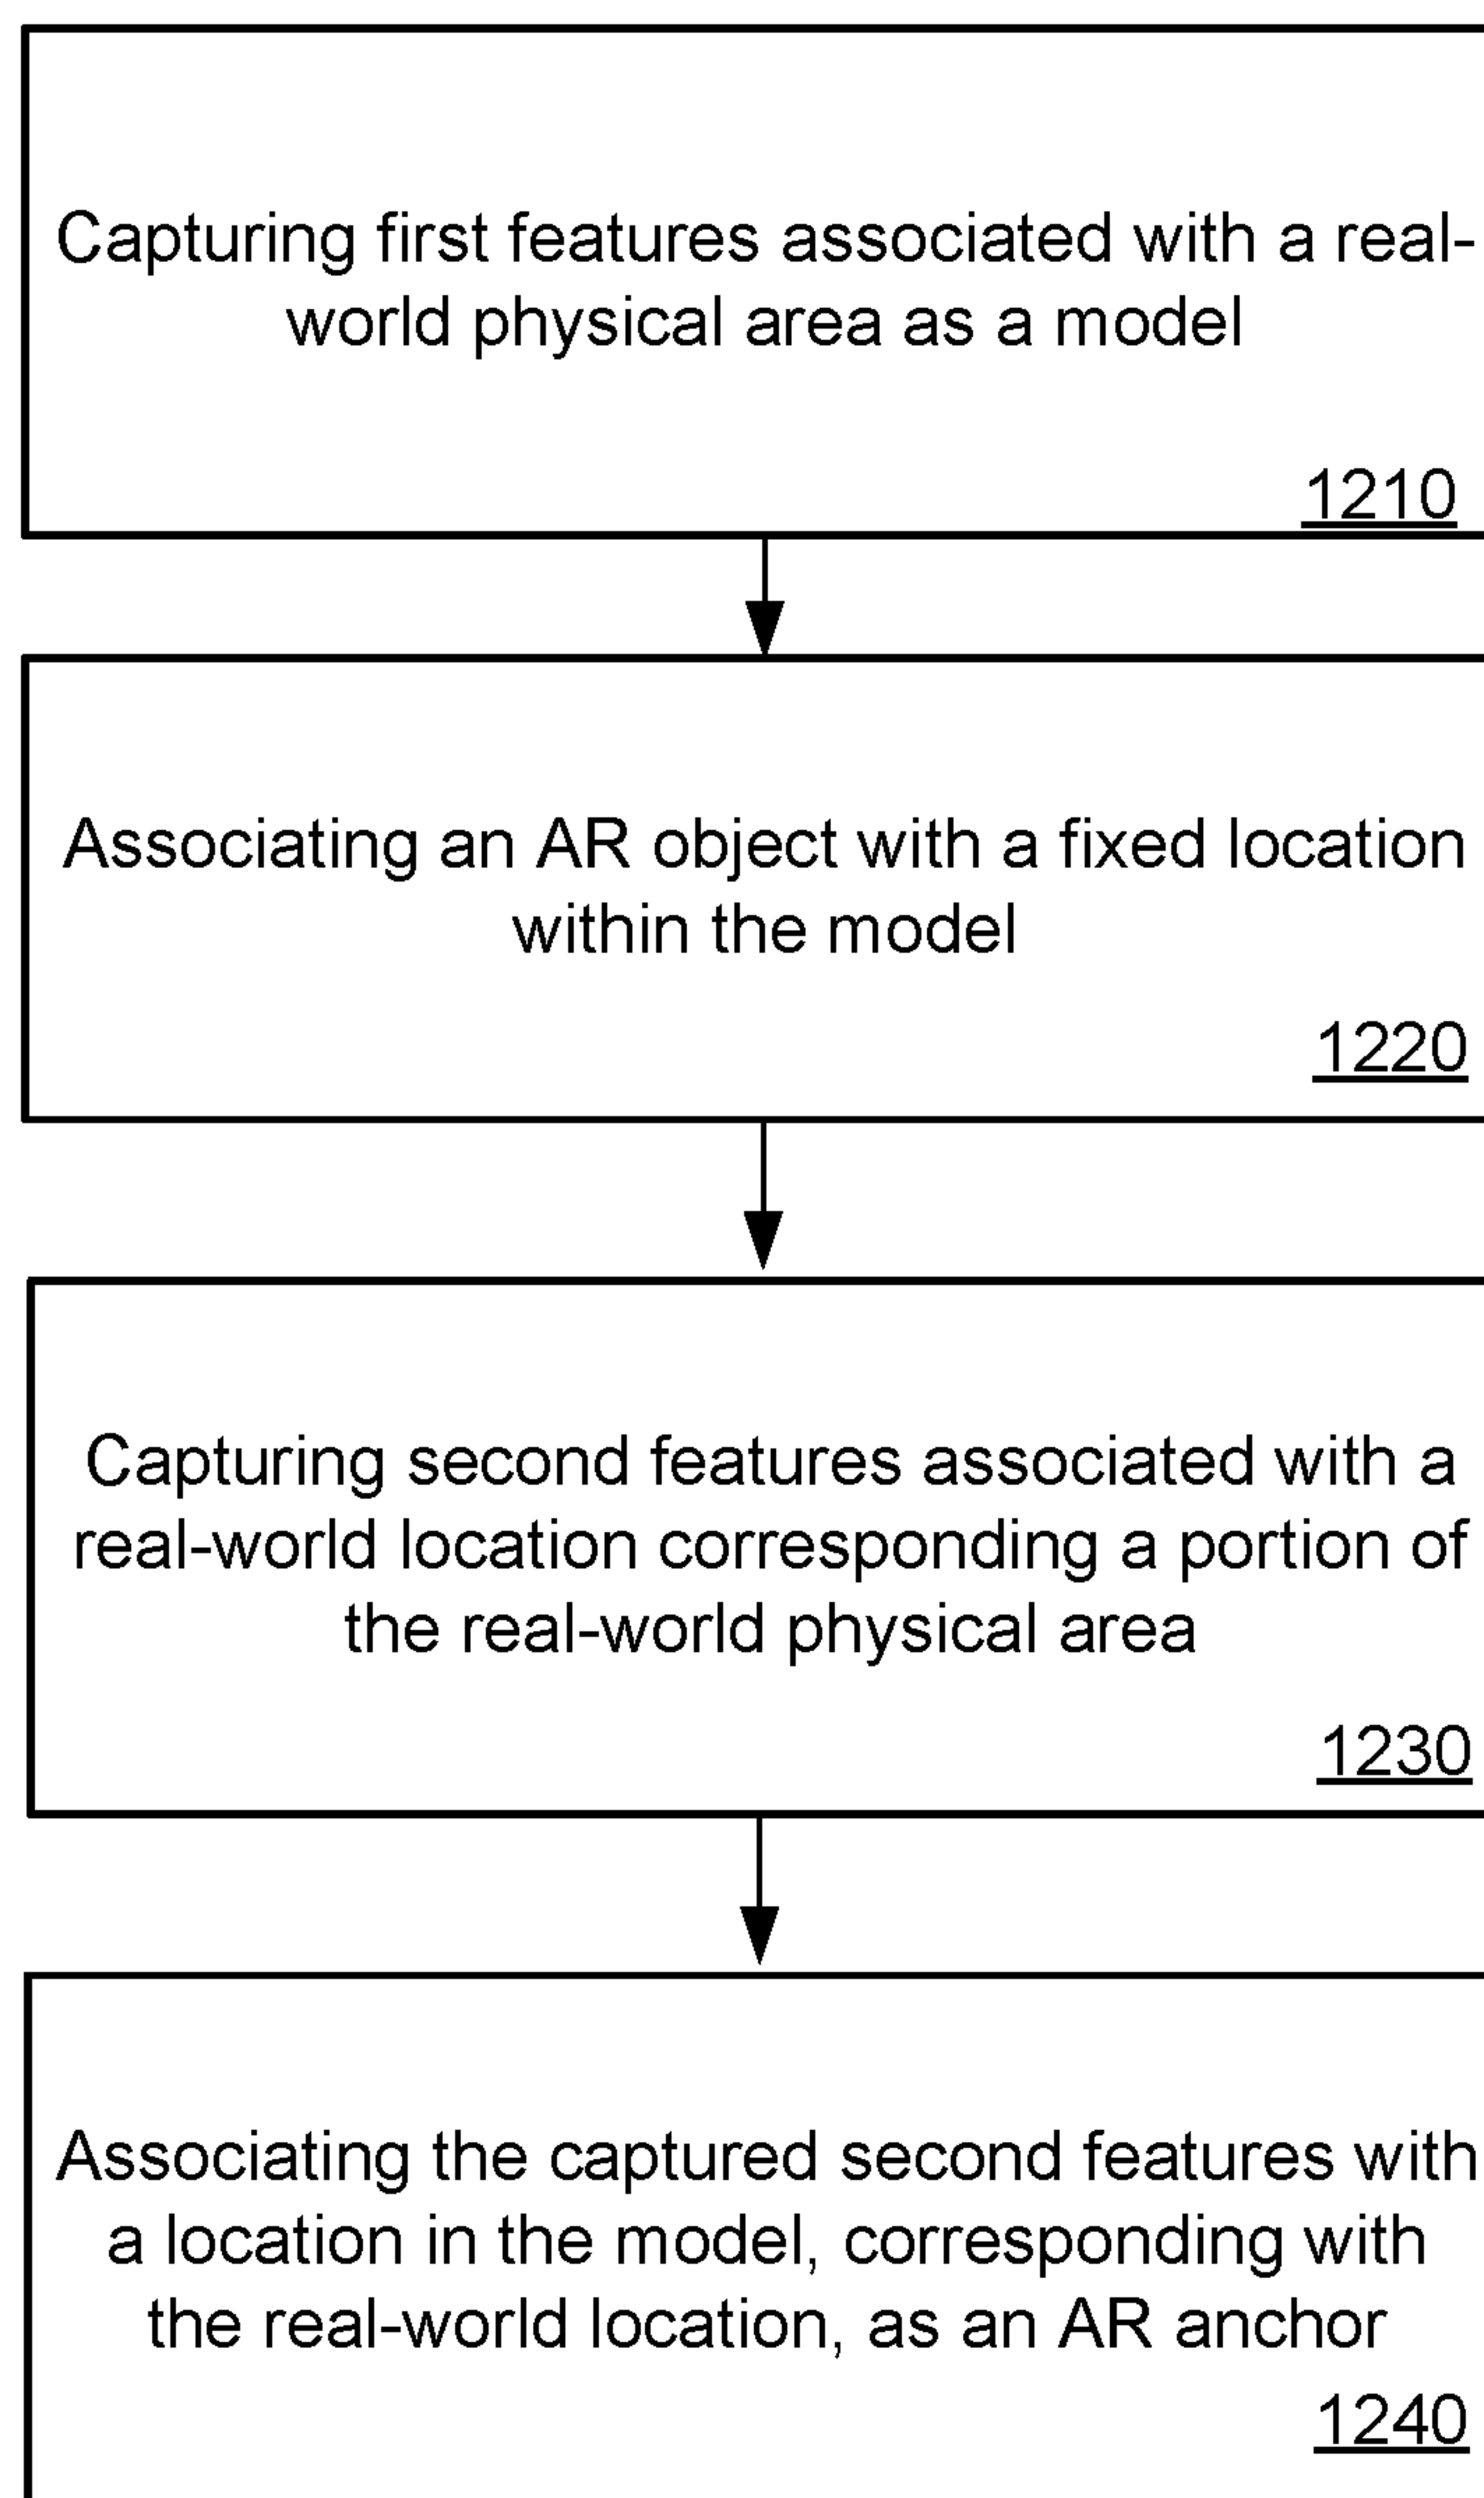 Capturing first features associated with a real-
world physical area as a model
1210
Associating an AR object with a fixed location
within the model
1220
Capturing second features associated with a
real-world location corresponding a portion of
the real-world physical area
1230
Associating the captured second features with
a location in the model, corresponding with
the real-world location, as an AR anchor
1240